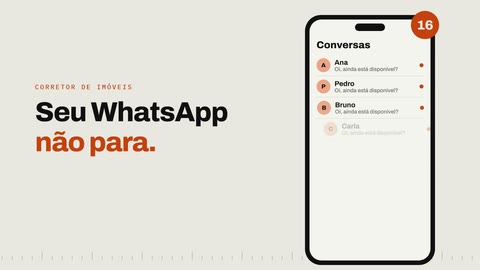 CORRETOR DE IMÓVEIS
Seu WhatsApp
não para.
16
Conversas
A
Ana
Oi, ainda está disponível?
P
Pedro
Oi, ainda está disponível?
B
Bruno
Oi, ainda está disponível?
C
Carla
Oi, ainda está disponível?